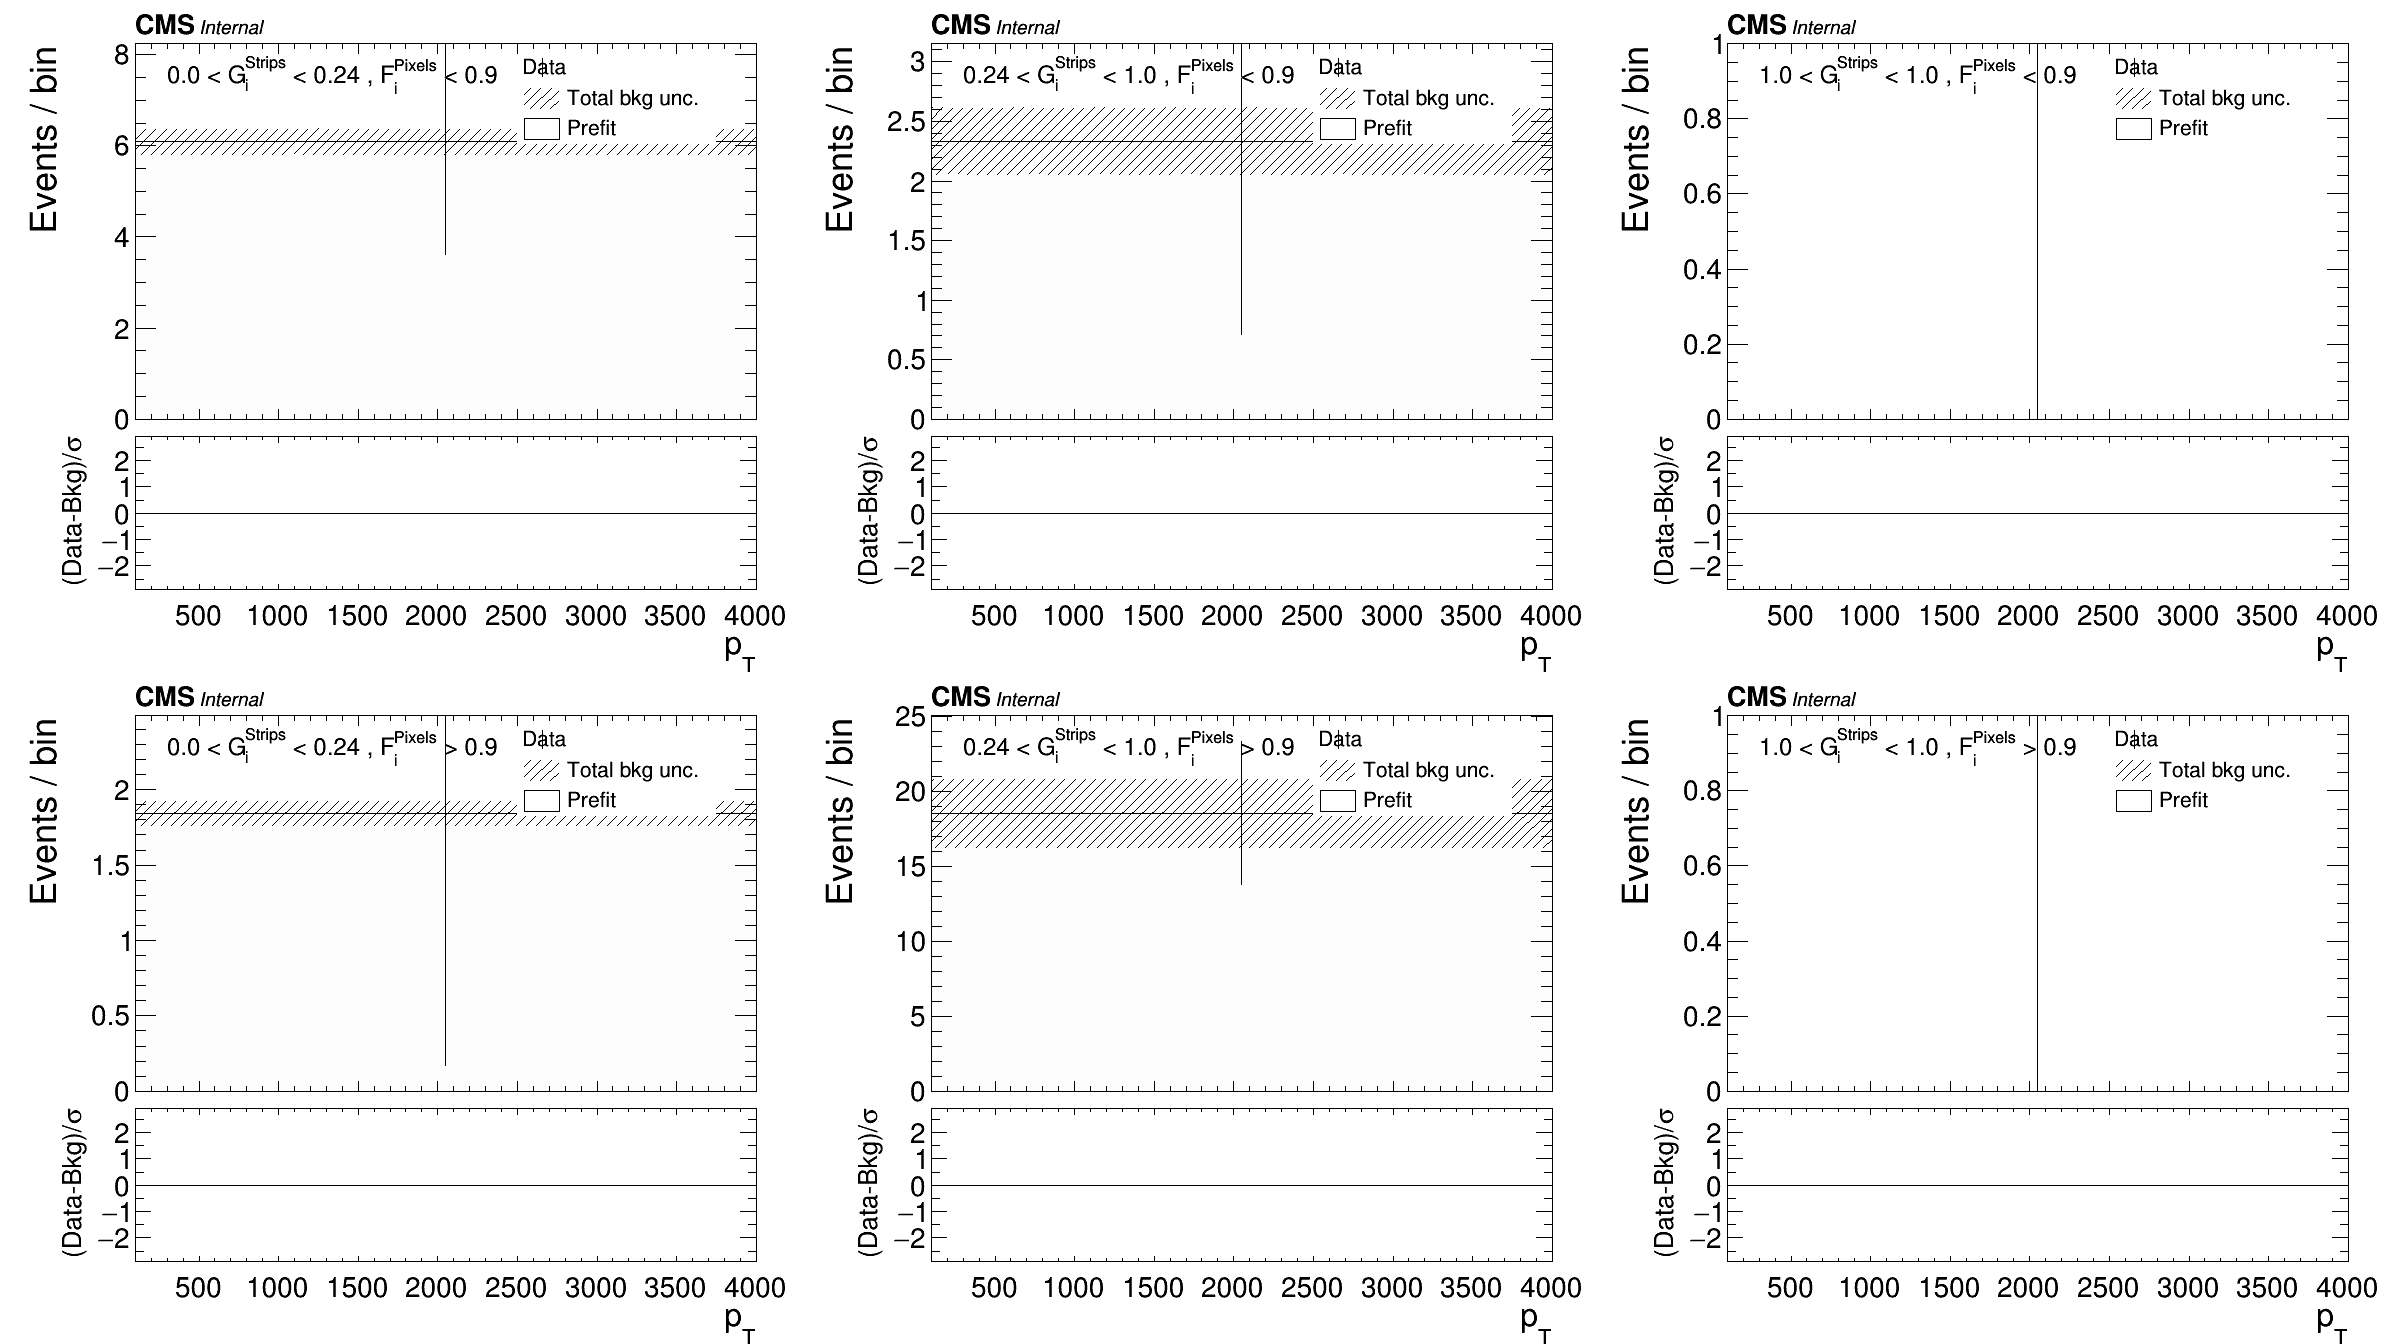 CMS Internal
Events / bin
8
6
4
2
0
0.0 < G_i^Strips < 0.24 , F_i^Pixels < 0.9
Data
Total bkg unc.
Prefit
(Data-Bkg)/σ
2
1
0
−1
−2
500 1000 1500 2000 2500 3000 3500 4000
p_T
CMS Internal
Events / bin
3
2.5
2
1.5
1
0.5
0
0.24 < G_i^Strips < 1.0 , F_i^Pixels < 0.9
Data
Total bkg unc.
Prefit
(Data-Bkg)/σ
2
1
0
−1
−2
500 1000 1500 2000 2500 3000 3500 4000
p_T
CMS Internal
Events / bin
1
0.8
0.6
0.4
0.2
0
1.0 < G_i^Strips < 1.0 , F_i^Pixels < 0.9
Data
Total bkg unc.
Prefit
(Data-Bkg)/σ
2
1
0
−1
−2
500 1000 1500 2000 2500 3000 3500 4000
p_T
CMS Internal
Events / bin
2
1.5
1
0.5
0
0.0 < G_i^Strips < 0.24 , F_i^Pixels > 0.9
Data
Total bkg unc.
Prefit
(Data-Bkg)/σ
2
1
0
−1
−2
500 1000 1500 2000 2500 3000 3500 4000
p_T
CMS Internal
Events / bin
25
20
15
10
5
0
0.24 < G_i^Strips < 1.0 , F_i^Pixels > 0.9
Data
Total bkg unc.
Prefit
(Data-Bkg)/σ
2
1
0
−1
−2
500 1000 1500 2000 2500 3000 3500 4000
p_T
CMS Internal
Events / bin
1
0.8
0.6
0.4
0.2
0
1.0 < G_i^Strips < 1.0 , F_i^Pixels > 0.9
Data
Total bkg unc.
Prefit
(Data-Bkg)/σ
2
1
0
−1
−2
500 1000 1500 2000 2500 3000 3500 4000
p_T